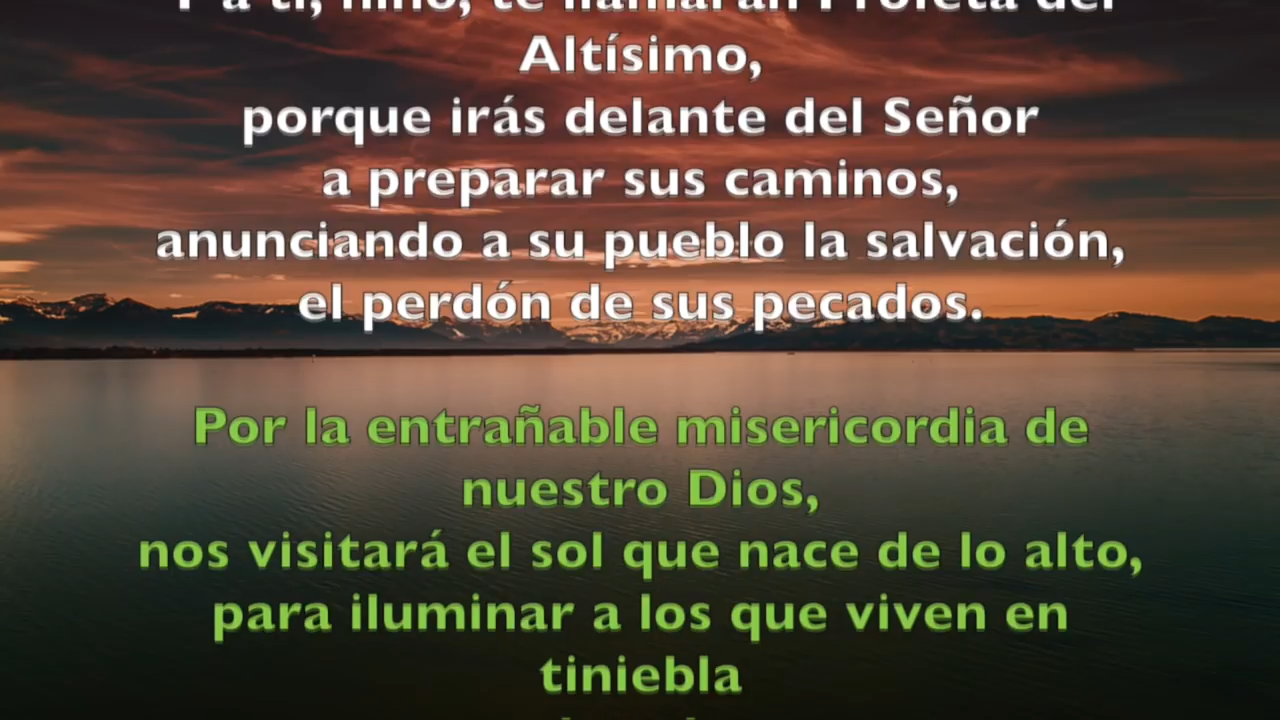 Y a ti, niño, te llamarán Profeta del
Altísimo,
porque irás delante del Señor
a preparar sus caminos,
anunciando a su pueblo la salvación,
el perdón de sus pecados.
Por la entrañable misericordia de
nuestro Dios,
nos visitará el sol que nace de lo alto,
para iluminar a los que viven en
tiniebla